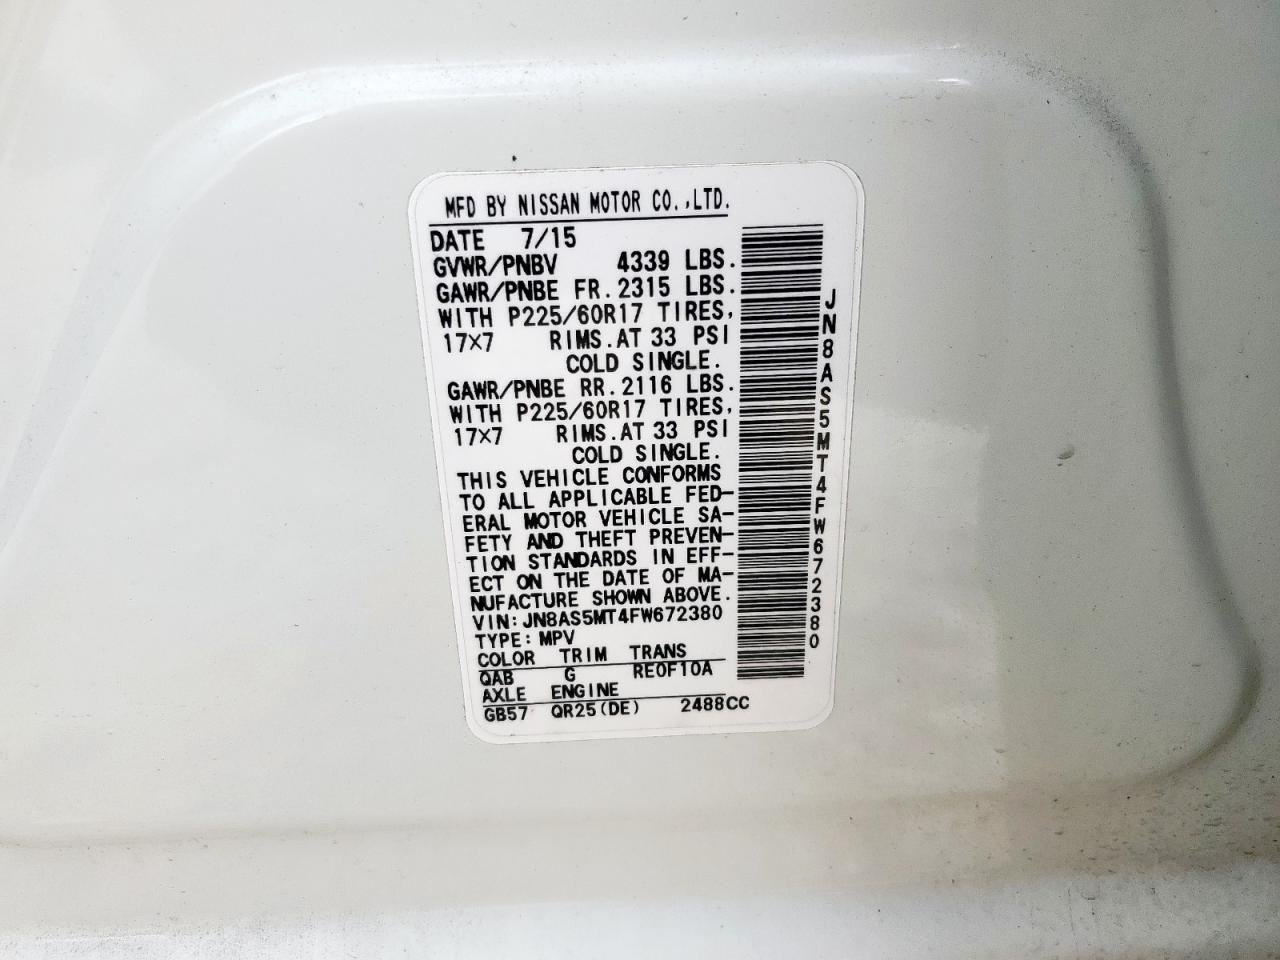 MFD BY NISSAN MOTOR CO.,LTD.
DATE 7/15
GVWR/PNBV 4339 LBS.
GAWR/PNBE FR.2315 LBS.
WITH P225/60R17 TIRES,
17×7 RIMS.AT 33 PSI
COLD SINGLE.
GAWR/PNBE RR.2116 LBS.
WITH P225/60R17 TIRES,
17×7 RIMS.AT 33 PSI
COLD SINGLE.
THIS VEHICLE CONFORMS
TO ALL APPLICABLE FED-
ERAL MOTOR VEHICLE SA-
FETY AND THEFT PREVEN-
TION STANDARDS IN EFF-
ECT ON THE DATE OF MA-
NUFACTURE SHOWN ABOVE.
VIN:JN8AS5MT4FW672380
TYPE:MPV
COLOR TRIM TRANS
QAB G RE0F10A
AXLE ENGINE
GB57 QR25(DE) 2488CC
JN8AS5MT4FW672380